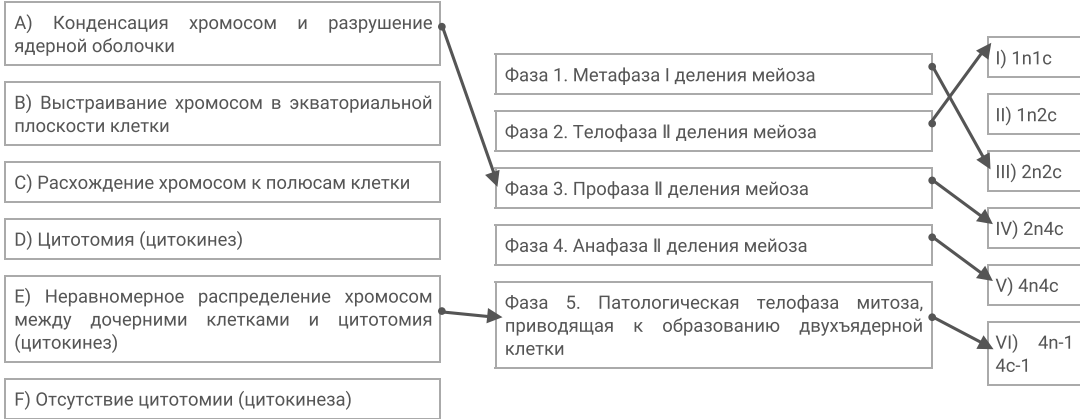 А) Конденсация хромосом и разрушение
ядерной оболочки
В) Выстраивание хромосом в экваториальной
плоскости клетки
С) Расхождение хромосом к полюсам клетки
D) Цитотомия (цитокинез)
Е) Неравномерное распределение хромосом
между дочерними клетками и цитотомия
(цитокинез)
F) Отсутствие цитотомии (цитокинеза)
Фаза 1. Метафаза I деления мейоза
Фаза 2. Телофаза II деления мейоза
Фаза 3. Профаза II деления мейоза
Фаза 4. Анафаза II деления мейоза
Фаза 5. Патологическая телофаза митоза,
приводящая к образованию двухъядерной
клетки
I) 1n1c
II) 1n2c
III) 2n2c
IV) 2n4c
V) 4n4c
VI) 4n-1
4c-1